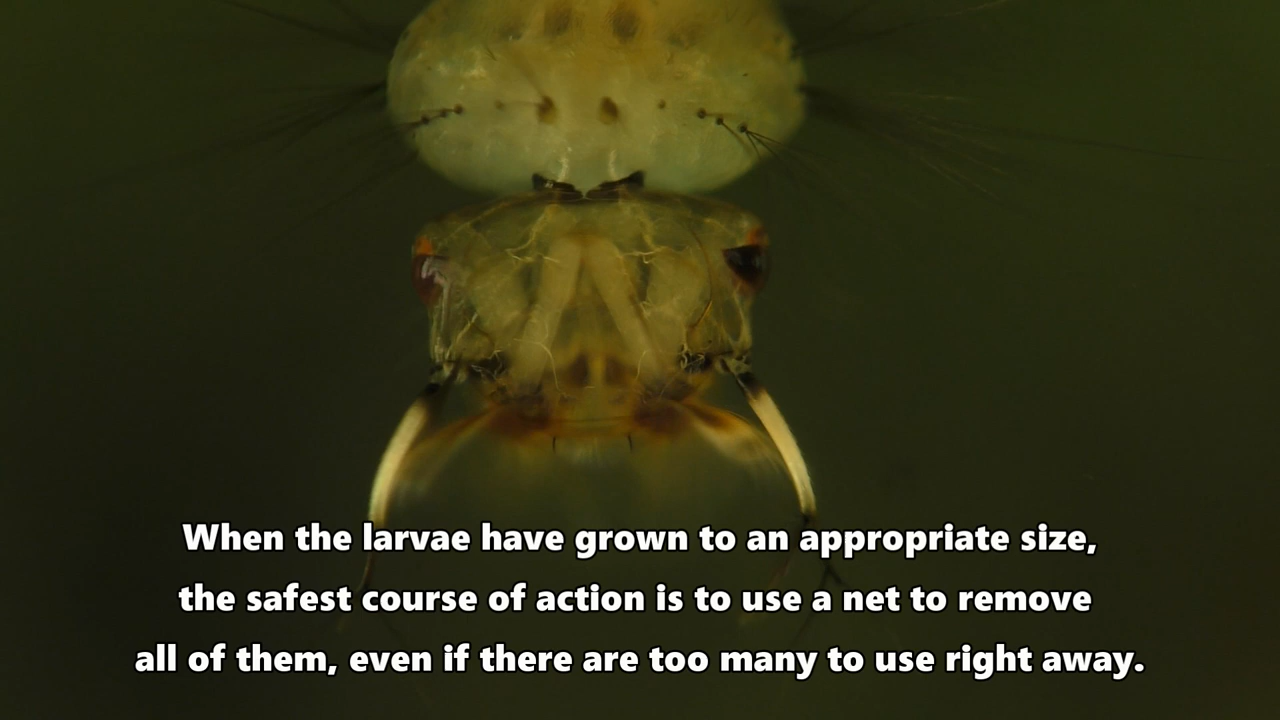 When the larvae have grown to an appropriate size,
the safest course of action is to use a net to remove
all of them, even if there are too many to use right away.